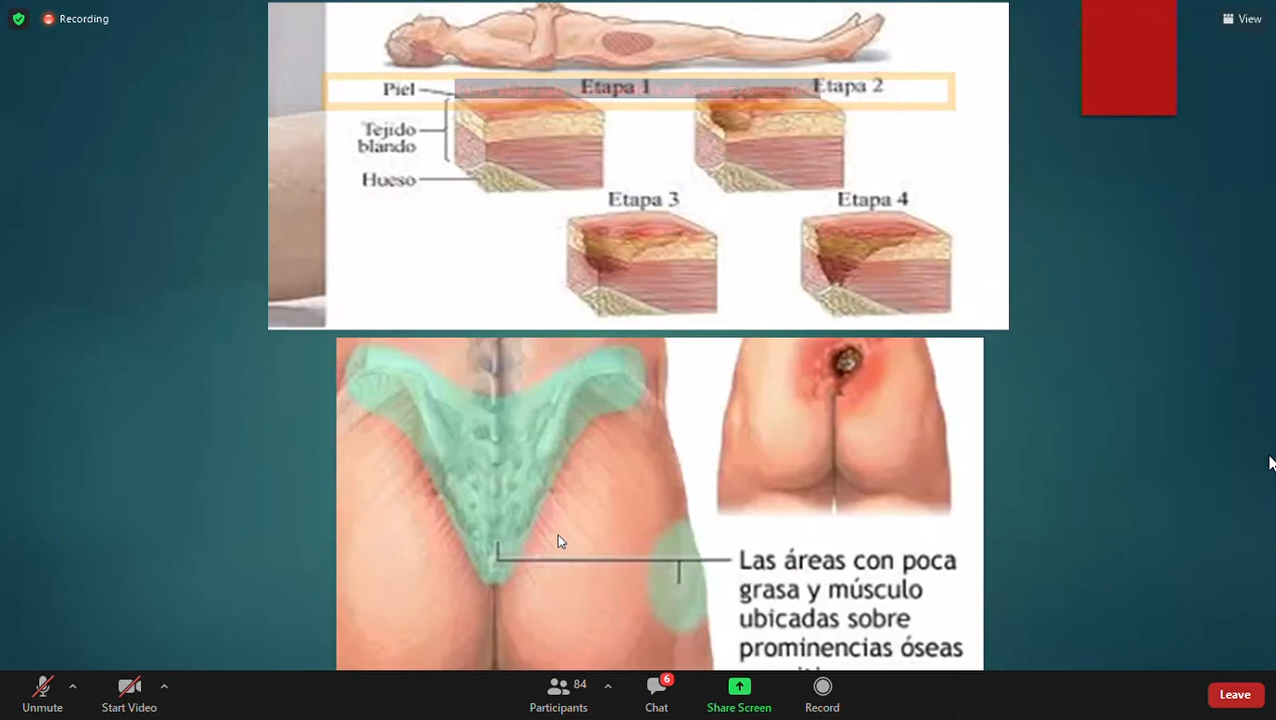 Recording
View
Piel
Etapa 1
Etapa 2
Tejido
blando
Hueso
Etapa 3
Etapa 4
Las áreas con poca
grasa y músculo
ubicadas sobre
prominencias óseas
Unmute
Start Video
84
Participants
6
Chat
Share Screen
Record
Leave